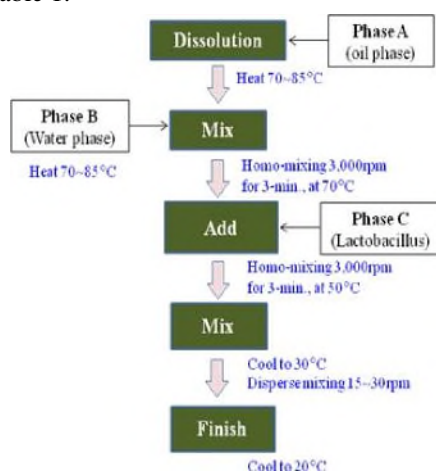 Dissolution
Phase A
(oil phase)
Heat 70~85°C
Phase B
(Water phase)
Heat 70~85°C
Mix
Homo-mixing 3,000rpm
for 3-min., at 70°C
Add
Phase C
(Lactobacillus)
Homo-mixing 3,000rpm
for 3-min., at 50°C
Mix
Cool to 30°C
Disperse mixing 15~30rpm
Finish
Cool to 20°C